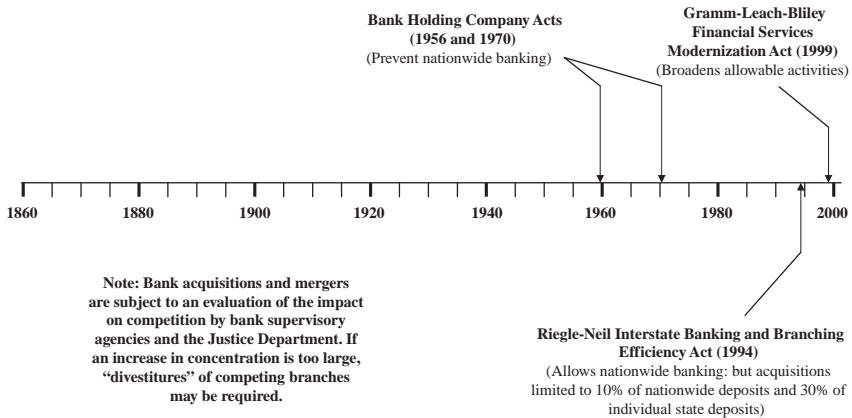 Bank Holding Company Acts
(1956 and 1970)
(Prevent nationwide banking)
Gramm-Leach-Bliley
Financial Services
Modernization Act (1999)
(Broadens allowable activities)
1860 1880 1900 1920 1940 1960 1980 2000
Note: Bank acquisitions and mergers
are subject to an evaluation of the impact
on competition by bank supervisory
agencies and the Justice Department. If
an increase in concentration is too large,
“divestitures” of competing branches
may be required.
Riegle-Neil Interstate Banking and Branching
Efficiency Act (1994)
(Allows nationwide banking: but acquisitions
limited to 10% of nationwide deposits and 30% of
individual state deposits)